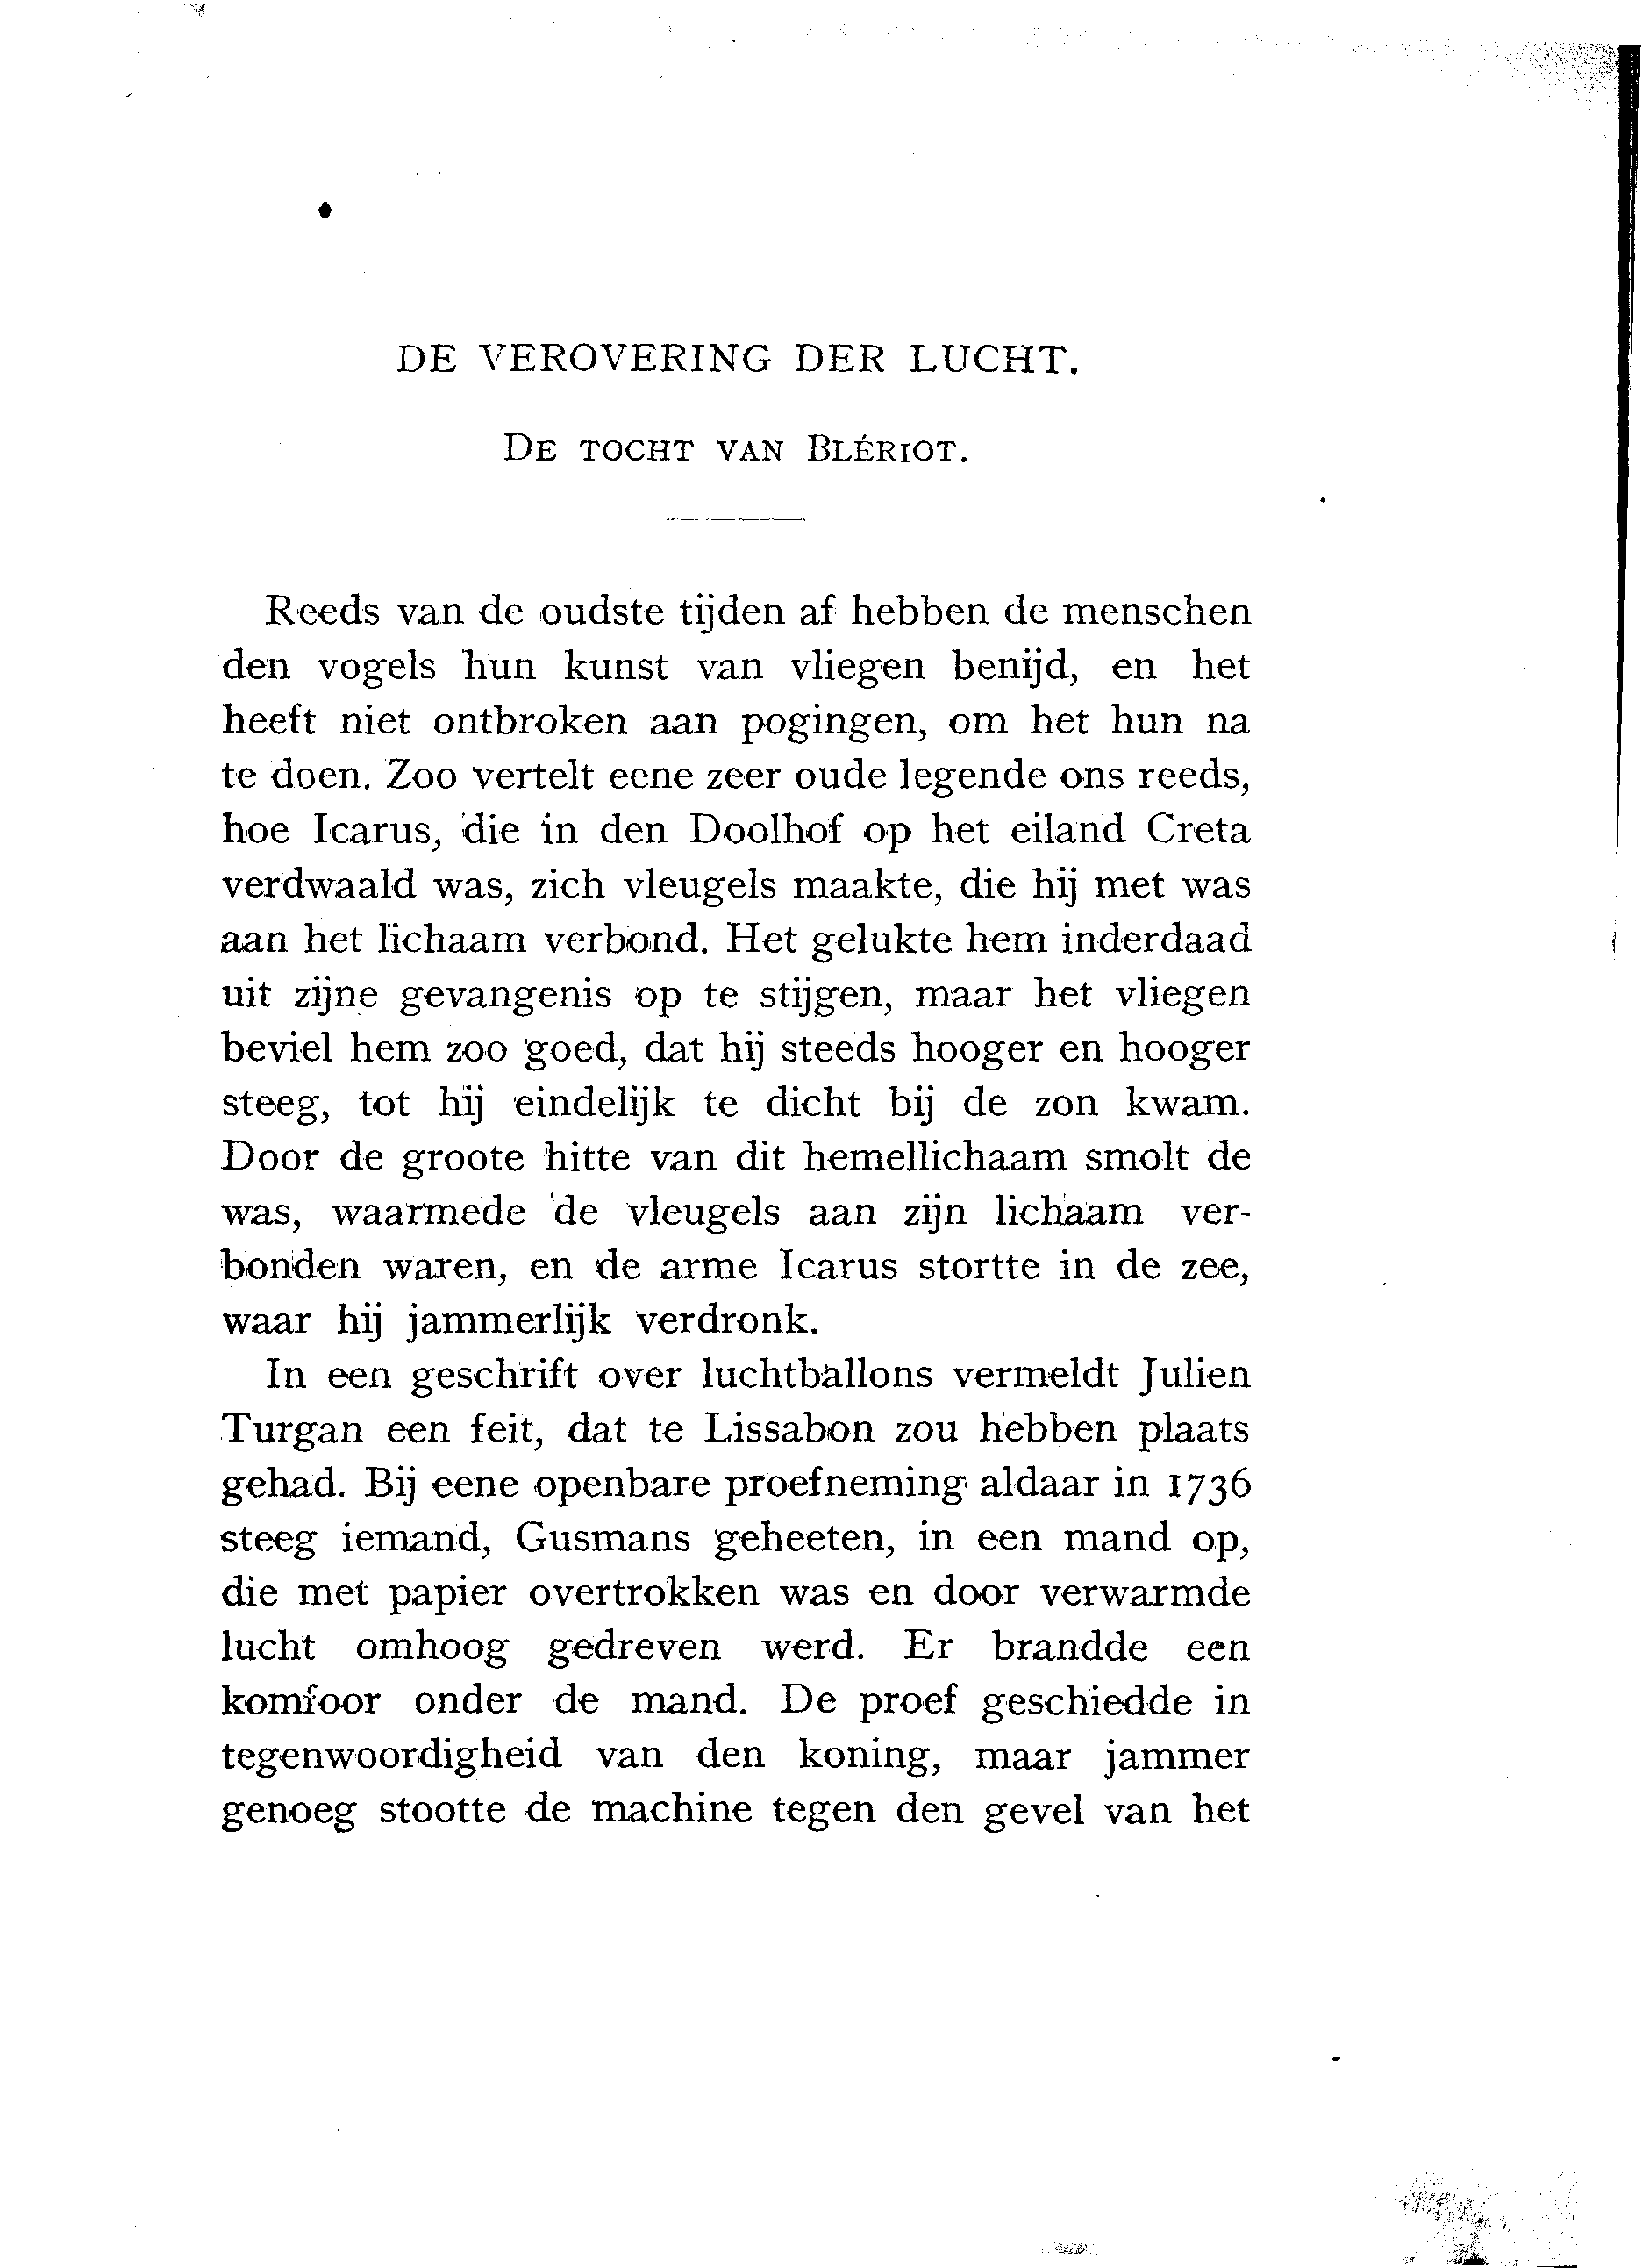 DE VEROVERING DER LUCHT.
DE TOCHT VAN BLÉRIOT.
Reeds van de oudste tijden af hebben de menschen
den vogels hun kunst van vliegen benijd, en het
heeft niet ontbroken aan pogingen, om het hun na
te doen. Zoo vertelt eene zeer oude legende ons reeds,
hoe Icarus, die in den Doolhof op het eiland Creta
verdwaald was, zich vleugels maakte, die hij met was
aan het lichaam verbond. Het gelukte hem inderdaad
uit zijne gevangenis op te stijgen, maar het vliegen
beviel hem zoo goed, dat hij steeds hooger en hooger
steeg, tot hij eindelijk te dicht bij de zon kwam.
Door de groote hitte van dit hemellichaam smolt de
was, waarmede de vleugels aan zijn lichaam ver-
bonden waren, en de arme Icarus stortte in de zee,
waar hij jammerlijk verdronk.
In een geschrift over luchtballons vermeldt Julien
Turgan een feit, dat te Lissabon zou hebben plaats
gehad. Bij eene openbare proefneming aldaar in 1736
steeg iemand, Gusmans geheeten, in een mand op,
die met papier overtrokken was en door verwarmde
lucht omhoog gedreven werd. Er brandde een
komfoor onder de mand. De proef geschiedde in
tegenwoordigheid van den koning, maar jammer
genoeg stootte de machine tegen den gevel van het